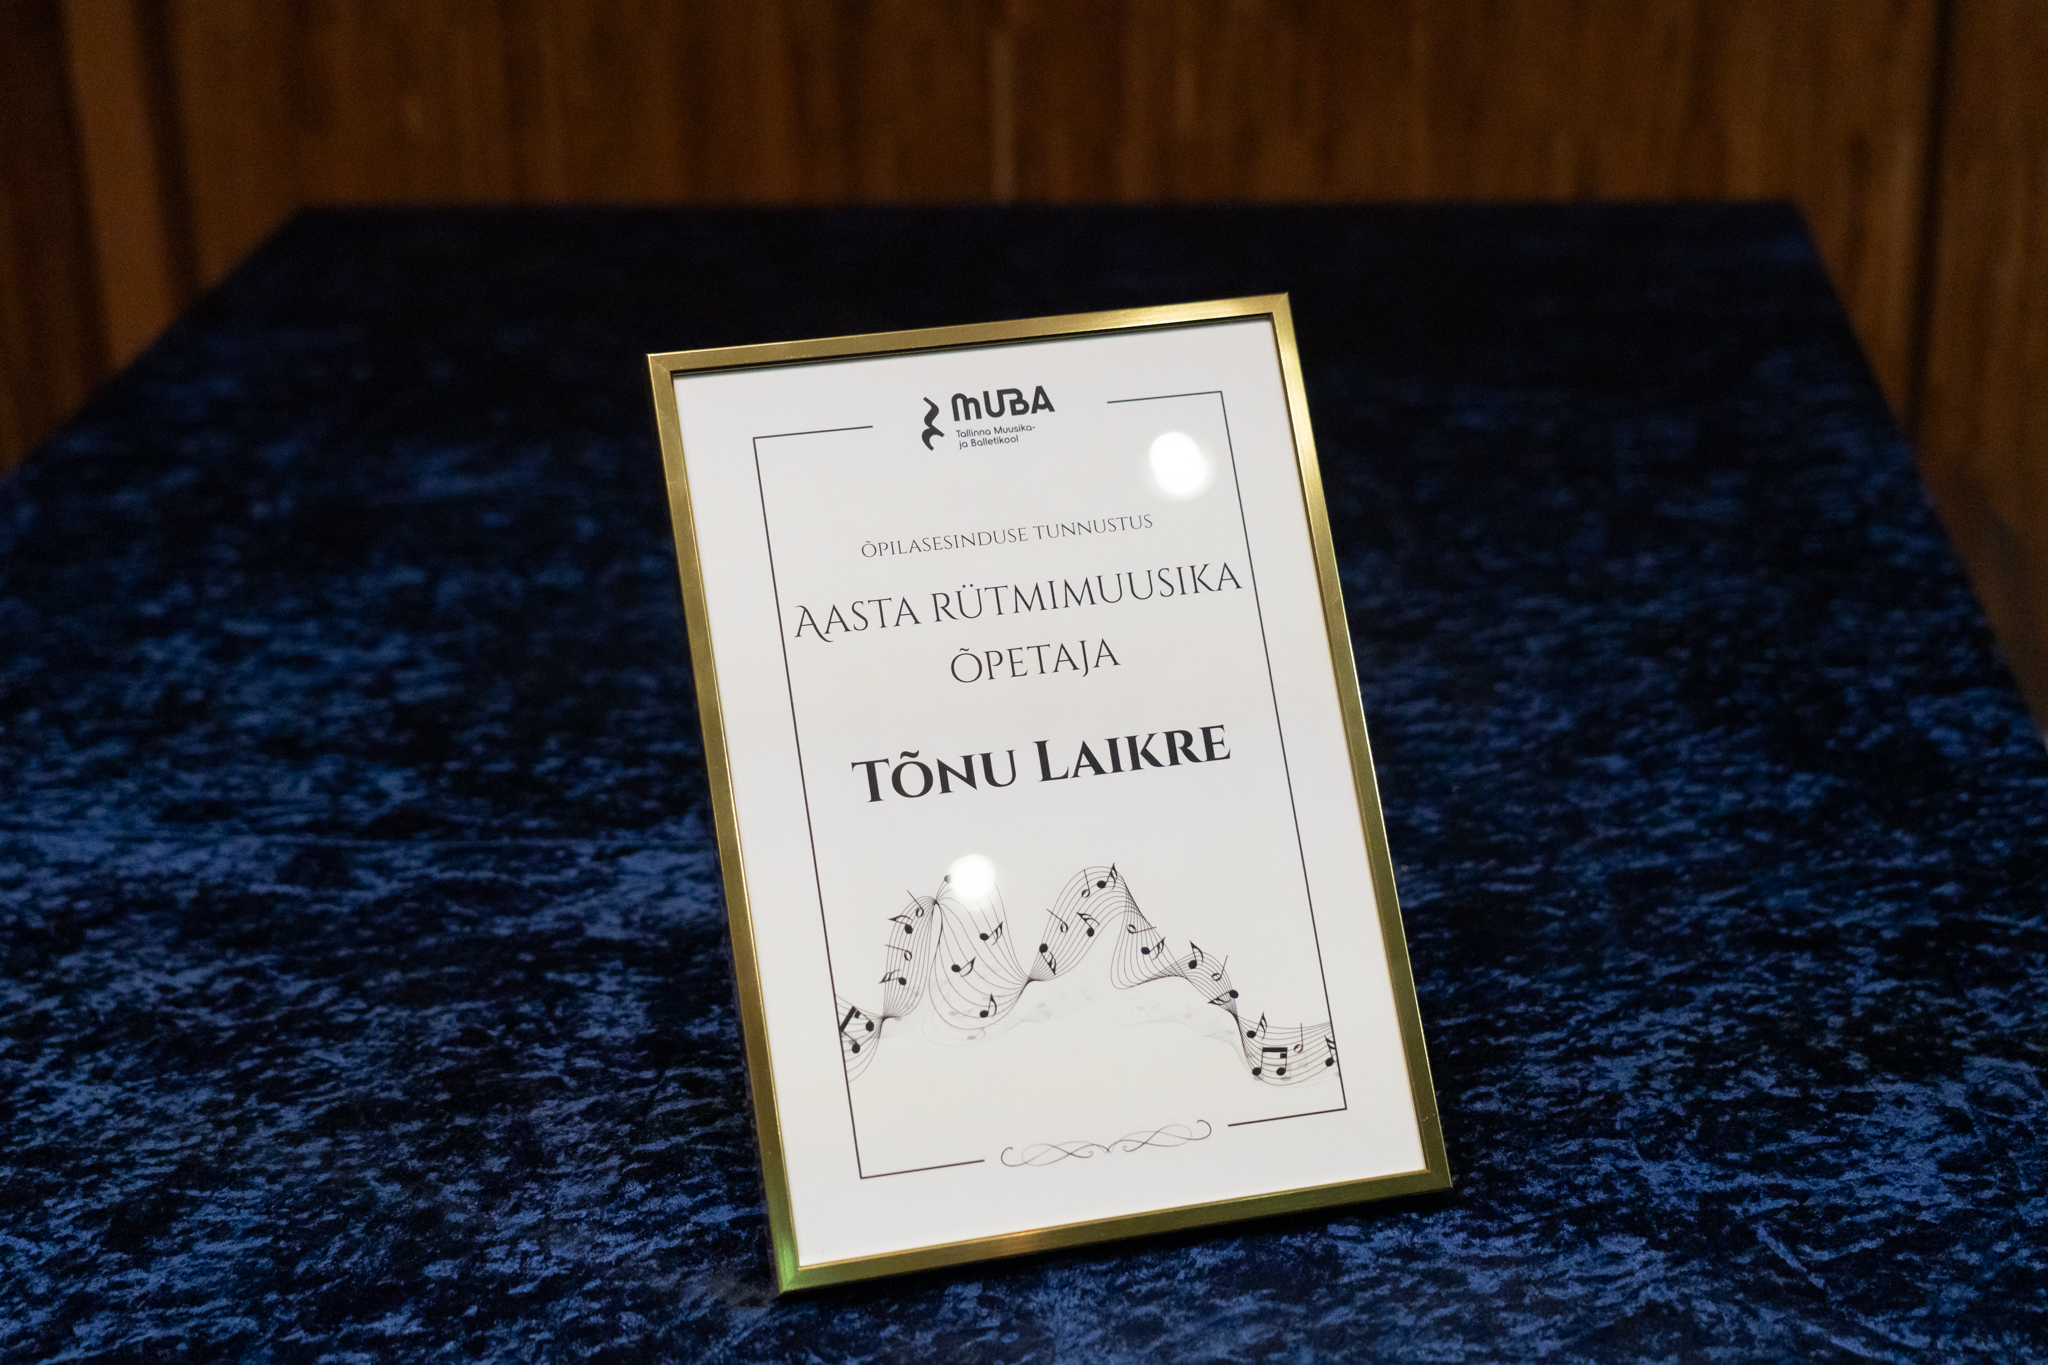 MUBA
Tallinna Muusika-
ja Balletikool
ÕPILASESINDUSE TUNNUSTUS
AASTA RÜTMIMUUSIKA
ÕPETAJA
TÕNU LAIKRE